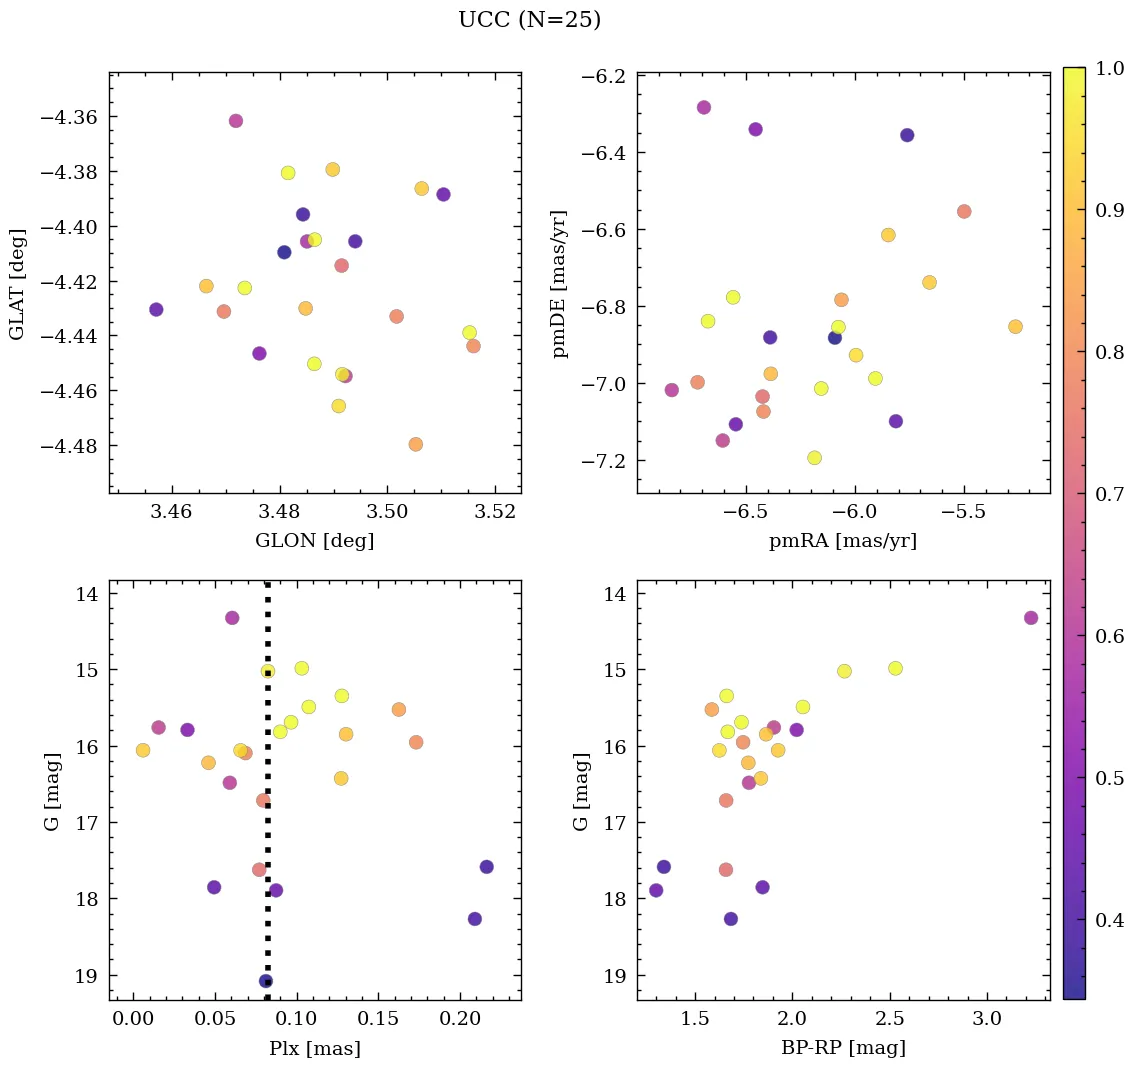 UCC (N=25)
−4.36
−4.38
−4.40
−4.42
−4.44
−4.46
−4.48
GLAT [deg]
3.46 3.48 3.50 3.52
GLON [deg]
−6.2
−6.4
−6.6
−6.8
−7.0
−7.2
pmDE [mas/yr]
−6.5 −6.0 −5.5
pmRA [mas/yr]
14
15
16
17
18
19
G [mag]
0.00 0.05 0.10 0.15 0.20
Plx [mas]
14
15
16
17
18
19
G [mag]
1.5 2.0 2.5 3.0
BP-RP [mag]
1.0
0.9
0.8
0.7
0.6
0.5
0.4